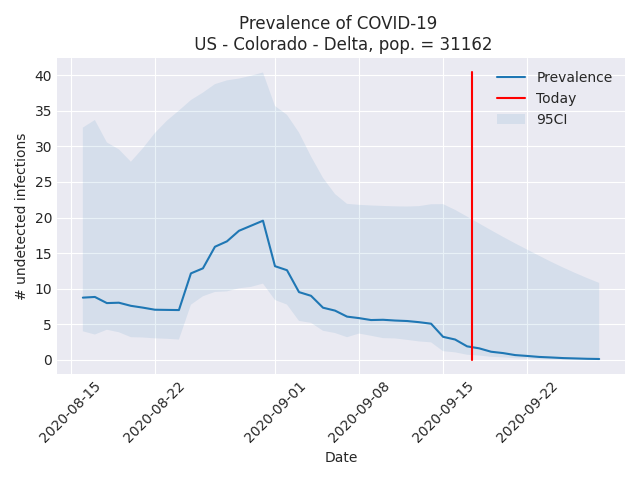 Prevalence of COVID-19
US - Colorado - Delta, pop. = 31162
# undetected infections
40
35
30
25
20
15
10
5
0
Prevalence
Today
95CI
2020-08-15
2020-08-22
2020-09-01
2020-09-08
2020-09-15
2020-09-22
Date